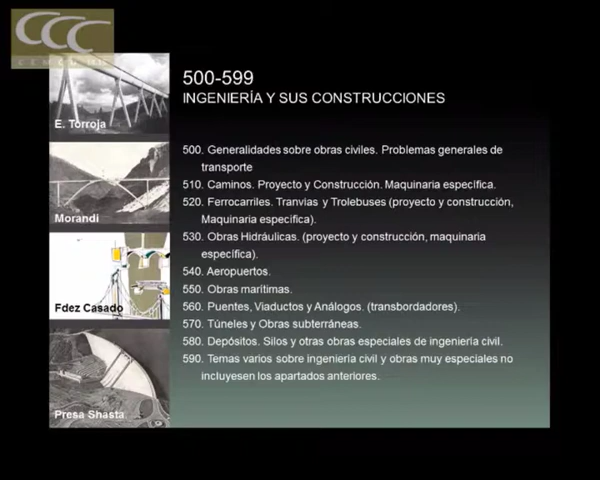 CCC
CEMCO
E. Torroja
Morandi
Fdez Casado
Presa Shasta
500-599
INGENIERÍA Y SUS CONSTRUCCIONES
500. Generalidades sobre obras civiles. Problemas generales de
transporte
510. Caminos. Proyecto y Construcción. Maquinaria específica.
520. Ferrocarriles. Tranvias y Trolebuses (proyecto y construcción,
Maquinaria específica).
530. Obras Hidráulicas. (proyecto y construcción, maquinaria
específica).
540. Aeropuertos.
550. Obras marítimas.
560. Puentes, Viaductos y Análogos. (transbordadores).
570. Túneles y Obras subterráneas.
580. Depósitos. Silos y otras obras especiales de ingeniería civil.
590. Temas varios sobre ingeniería civil y obras muy especiales no
incluyesen los apartados anteriores.